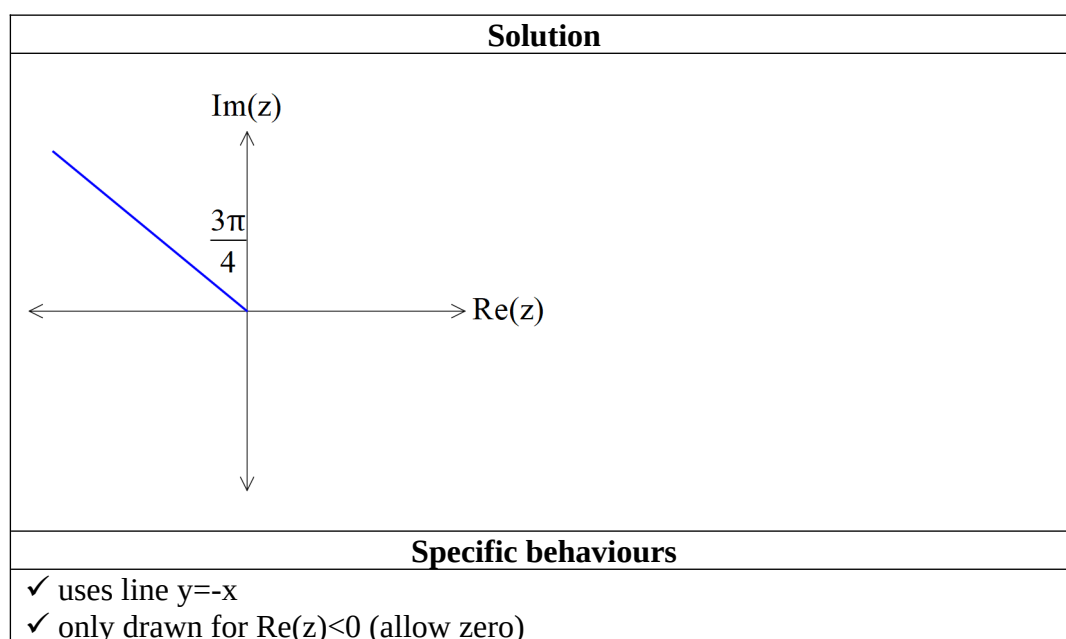 Solution
Im(z)
3π
4
Re(z)
Specific behaviours
✓ uses line y=-x
✓ only drawn for Re(z)<0 (allow zero)